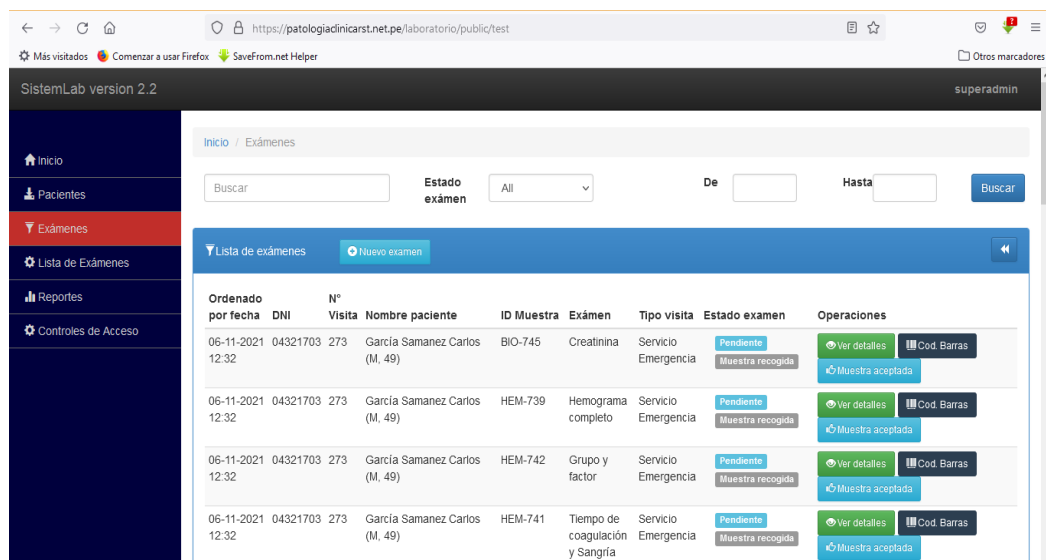 https://patologiaclinicarst.net.pe/laboratorio/public/test
Más visitados Comenzar a usar Firefox SaveFrom.net Helper Otros marcadores
SistemLab version 2.2 superadmin
Inicio / Exámenes
Inicio
Pacientes
Exámenes
Lista de Exámenes
Reportes
Controles de Acceso
Buscar Estado exámen All De Hasta Buscar
Lista de exámenes Nuevo examen
Ordenado por fecha DNI N° Visita Nombre paciente ID Muestra Exámen Tipo visita Estado examen Operaciones
06-11-2021 12:32 04321703 273 García Samanez Carlos (M, 49) BIO-745 Creatinina Servicio Emergencia Pendiente Muestra recogida Ver detalles Cod. Barras Muestra aceptada
06-11-2021 12:32 04321703 273 García Samanez Carlos (M, 49) HEM-739 Hemograma completo Servicio Emergencia Pendiente Muestra recogida Ver detalles Cod. Barras Muestra aceptada
06-11-2021 12:32 04321703 273 García Samanez Carlos (M, 49) HEM-742 Grupo y factor Servicio Emergencia Pendiente Muestra recogida Ver detalles Cod. Barras Muestra aceptada
06-11-2021 12:32 04321703 273 García Samanez Carlos (M, 49) HEM-741 Tiempo de coagulación y Sangría Servicio Emergencia Pendiente Muestra recogida Ver detalles Cod. Barras Muestra aceptada